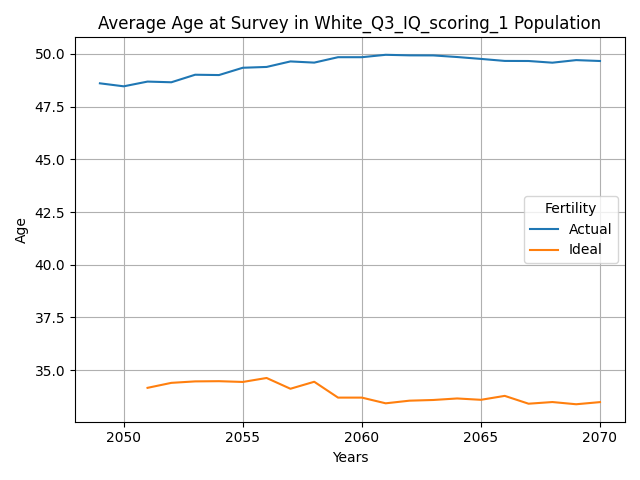 Average Age at Survey in White_Q3_IQ_scoring_1 Population
50.0
47.5
45.0
42.5
40.0
37.5
35.0
Age
Fertility
Actual
Ideal
2050
2055
2060
2065
2070
Years